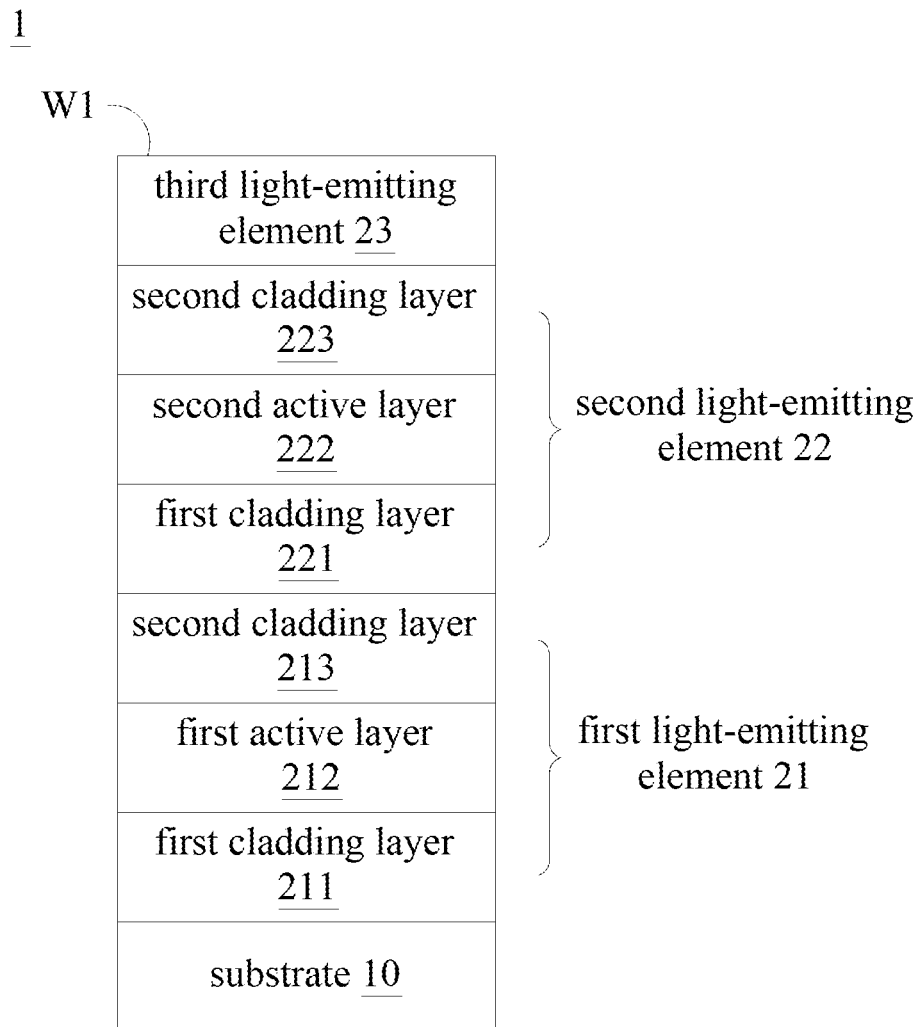 1
W1
third light-emitting
element 23
second cladding layer
223
second active layer
222
first cladding layer
221
second light-emitting
element 22
second cladding layer
213
first active layer
212
first cladding layer
211
first light-emitting
element 21
substrate 10